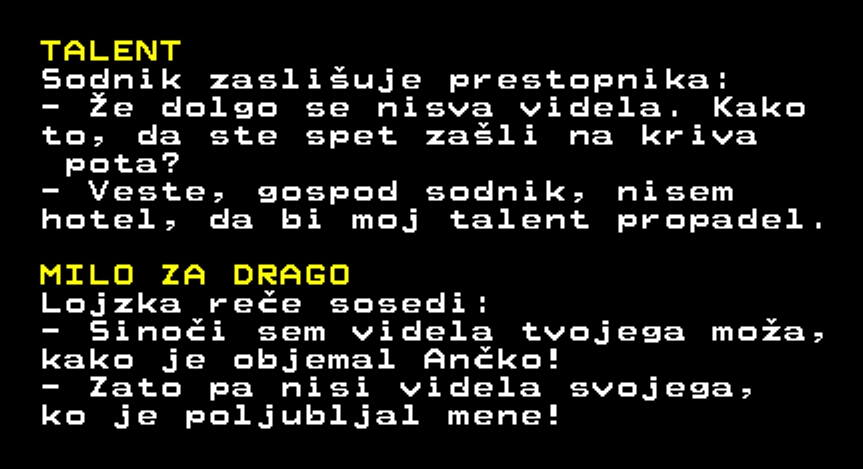 TALENT
Sodnik zaslišuje prestopnika:
- Že dolgo se nisva videla. Kako
to, da ste spet zašli na kriva
pota?
- Veste, gospod sodnik, nisem
hotel, da bi moj talent propadel.
MILO ZA DRAGO
Lojzka reče sosedi:
- Sinoči sem videla tvojega moža,
kako je objemal Ančko!
- Zato pa nisi videla svojega,
ko je poljubljal mene!